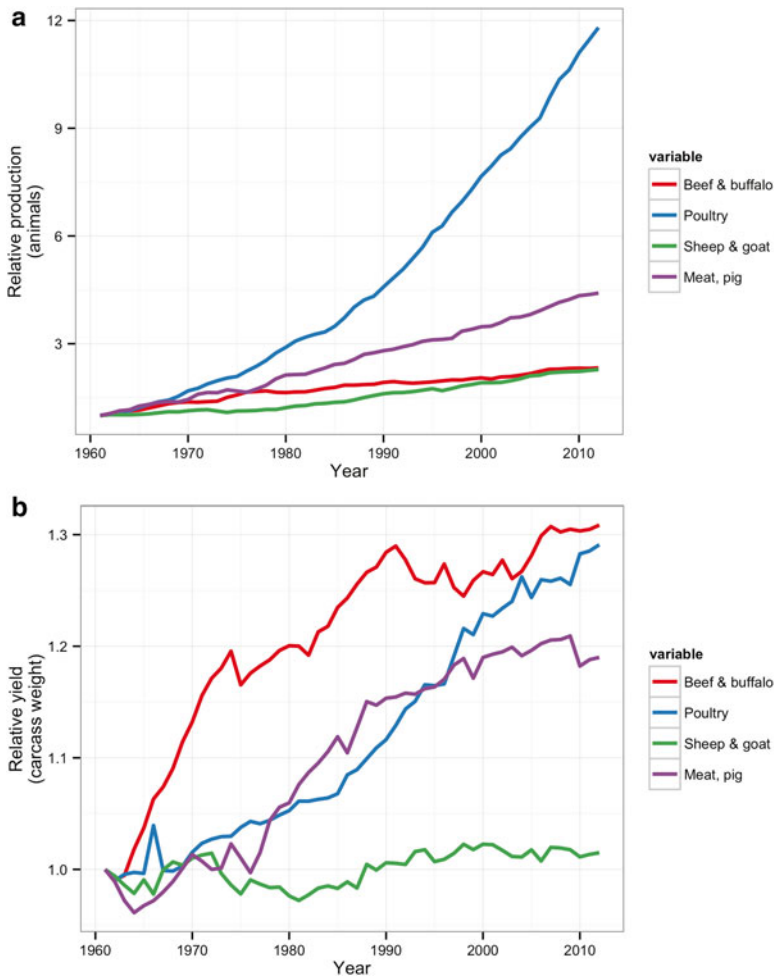 a
12
9
6
3
Relative production
(animals)
1960
1970
1980
1990
2000
2010
Year
variable
Beef & buffalo
Poultry
Sheep & goat
Meat, pig
b
1.3
1.2
1.1
1.0
Relative yield
(carcass weight)
1960
1970
1980
1990
2000
2010
Year
variable
Beef & buffalo
Poultry
Sheep & goat
Meat, pig